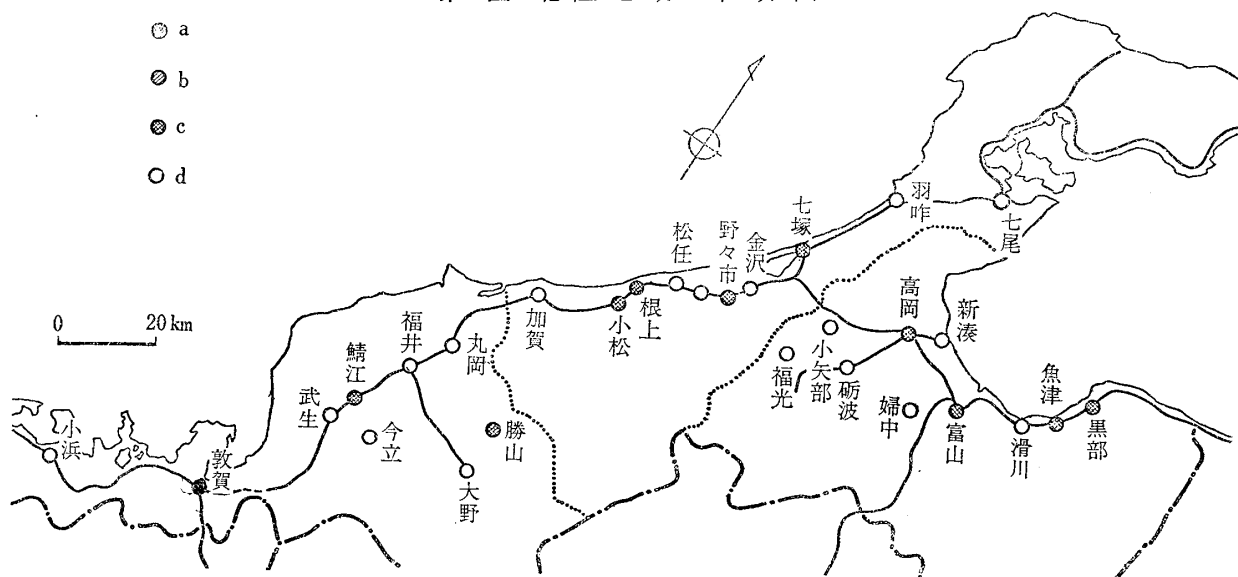 a
b
c
d
0 20 km
小浜
敦賀
武生
鯖江
今立
福井
大野
丸岡
勝山
加賀
小松
根上
松任
野々市
金沢
七塚
羽咋
七尾
福光
小矢部
砺波
高岡
新湊
婦中
富山
滑川
魚津
黒部